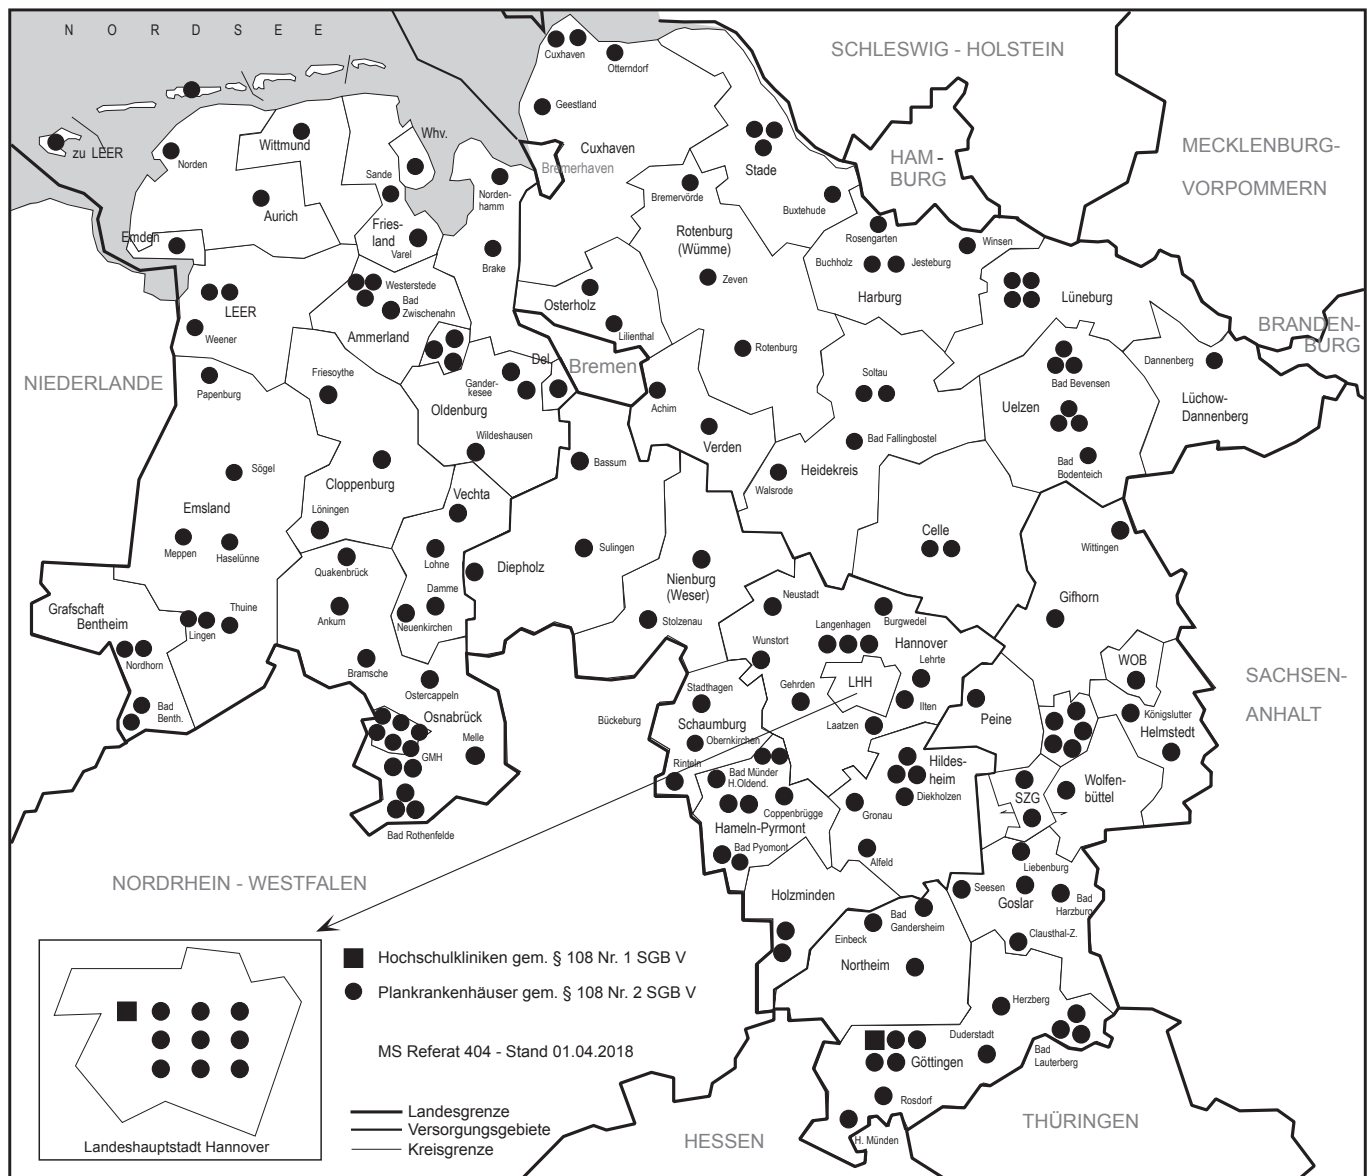 N O R D S E E
SCHLESWIG - HOLSTEIN
Cuxhaven
Otterndorf
Geestland
MECKLENBURG-
VORPOMMERN
HAM -
BURG
zu LEER
Norden
Wittmund
Whv.
Cuxhaven
Bremerhaven
Stade
Aurich
Sande
Norden-
hamm
Bremervörde
Buxtehude
Emden
Fries-
land
Varel
Brake
Rotenburg
(Wümme)
Zeven
Rosengarten
Winsen
Buchholz
Jesteburg
Harburg
Lüneburg
LEER
Weener
Westerstede
Bad
Zwischenahn
Ammerland
Osterholz
Lilienthal
Rotenburg
BRANDEN-
BURG
Dannenberg
NIEDERLANDE
Papenburg
Friesoythe
Del.
Bremen
Gander-
kesee
Oldenburg
Achim
Soltau
Bad Bevensen
Uelzen
Lüchow-
Dannenberg
Wildeshausen
Verden
Bad Fallingbostel
Bassum
Sögel
Cloppenburg
Vechta
Walsrode
Heidekreis
Bad
Bodenteich
Emsland
Löningen
Celle
Wittingen
Meppen
Haselünne
Quakenbrück
Lohne
Diepholz
Sulingen
Nienburg
(Weser)
Damme
Neuenkirchen
Ankum
Grafschaft
Bentheim
Thuine
Lingen
Nordhorn
Stolzenau
Neustadt
Gifhorn
Burgwedel
Langenhagen
Hannover
Wunstort
Lehrte
WOB
Bramsche
Ostercappeln
Stadthagen
Gehrden
LHH
Ilten
SACHSEN-
ANHALT
Bad
Benth.
Osnabrück
Bückeburg
Schaumburg
Laatzen
Peine
Königslutter
Helmstedt
Melle
GMH
Obernkirchen
Rinteln
Bad Münder
H.Oldend.
Coppenbrügge
Hildes-
heim
Diekholzen
Gronau
SZG
Wolfen-
büttel
Bad Rothenfelde
Hameln-Pyrmont
Bad Pyomont
Alfeld
Liebenburg
NORDRHEIN - WESTFALEN
Holzminden
Seesen
Goslar
Bad
Harzburg
Einbeck
Bad
Gandersheim
Clausthal-Z.
Northeim
Hochschulkliniken gem. § 108 Nr. 1 SGB V
Plankrankenhäuser gem. § 108 Nr. 2 SGB V
MS Referat 404 - Stand 01.04.2018
Herzberg
Duderstadt
Göttingen
Bad
Lauterberg
Rosdorf
H. Münden
Landesgrenze
Versorgungsgebiete
Kreisgrenze
Landeshauptstadt Hannover
HESSEN
THÜRINGEN